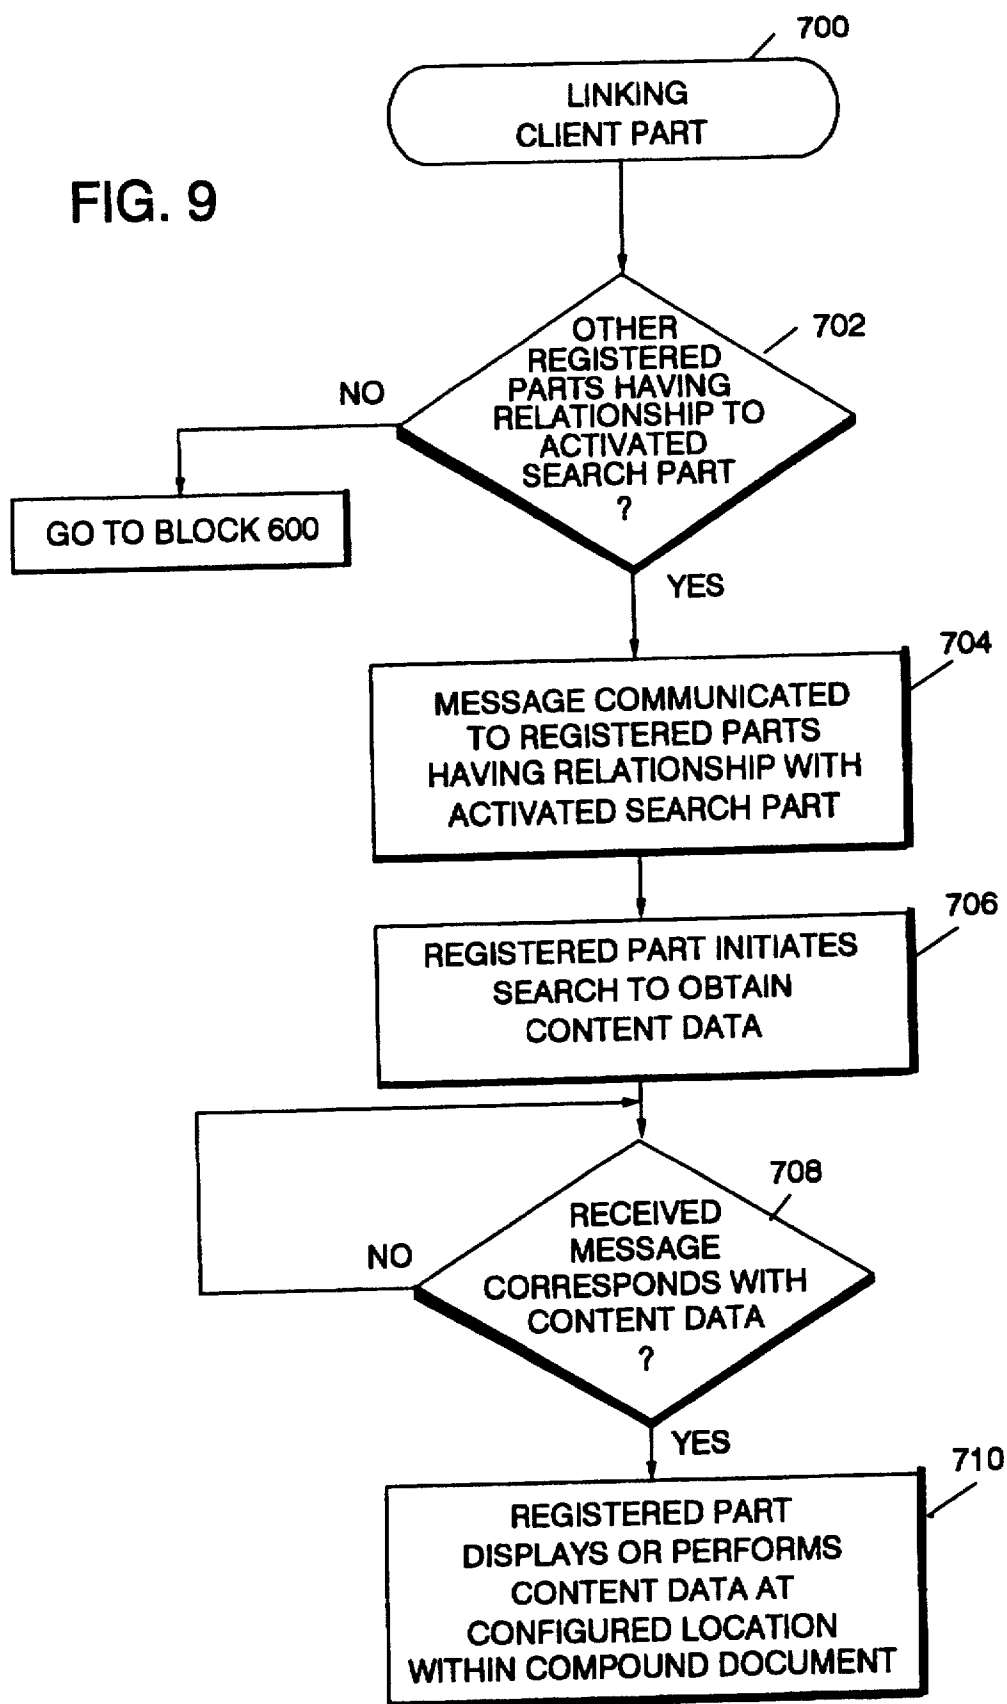 700
LINKING
CLIENT PART
FIG. 9
702
OTHER
REGISTERED
PARTS HAVING
RELATIONSHIP TO
ACTIVATED
SEARCH PART
?
NO
GO TO BLOCK 600
YES
704
MESSAGE COMMUNICATED
TO REGISTERED PARTS
HAVING RELATIONSHIP WITH
ACTIVATED SEARCH PART
706
REGISTERED PART INITIATES
SEARCH TO OBTAIN
CONTENT DATA
708
RECEIVED
MESSAGE
CORRESPONDS WITH
CONTENT DATA
?
NO
YES
710
REGISTERED PART
DISPLAYS OR PERFORMS
CONTENT DATA AT
CONFIGURED LOCATION
WITHIN COMPOUND DOCUMENT